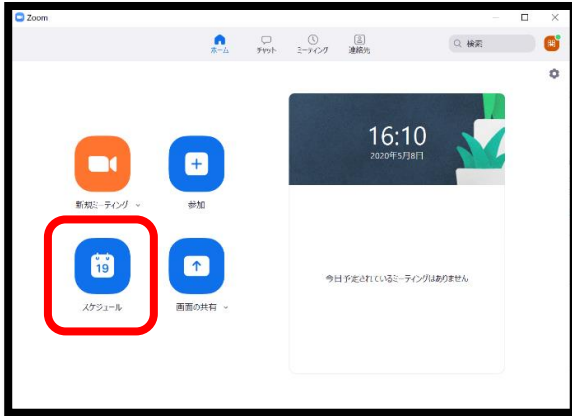 Zoom
ホーム
チャット
ミーティング
連絡先
検索
16:10
2020年5月8日
新規ミーティング
参加
19
スケジュール
画面の共有
今日予定されているミーティングはありません